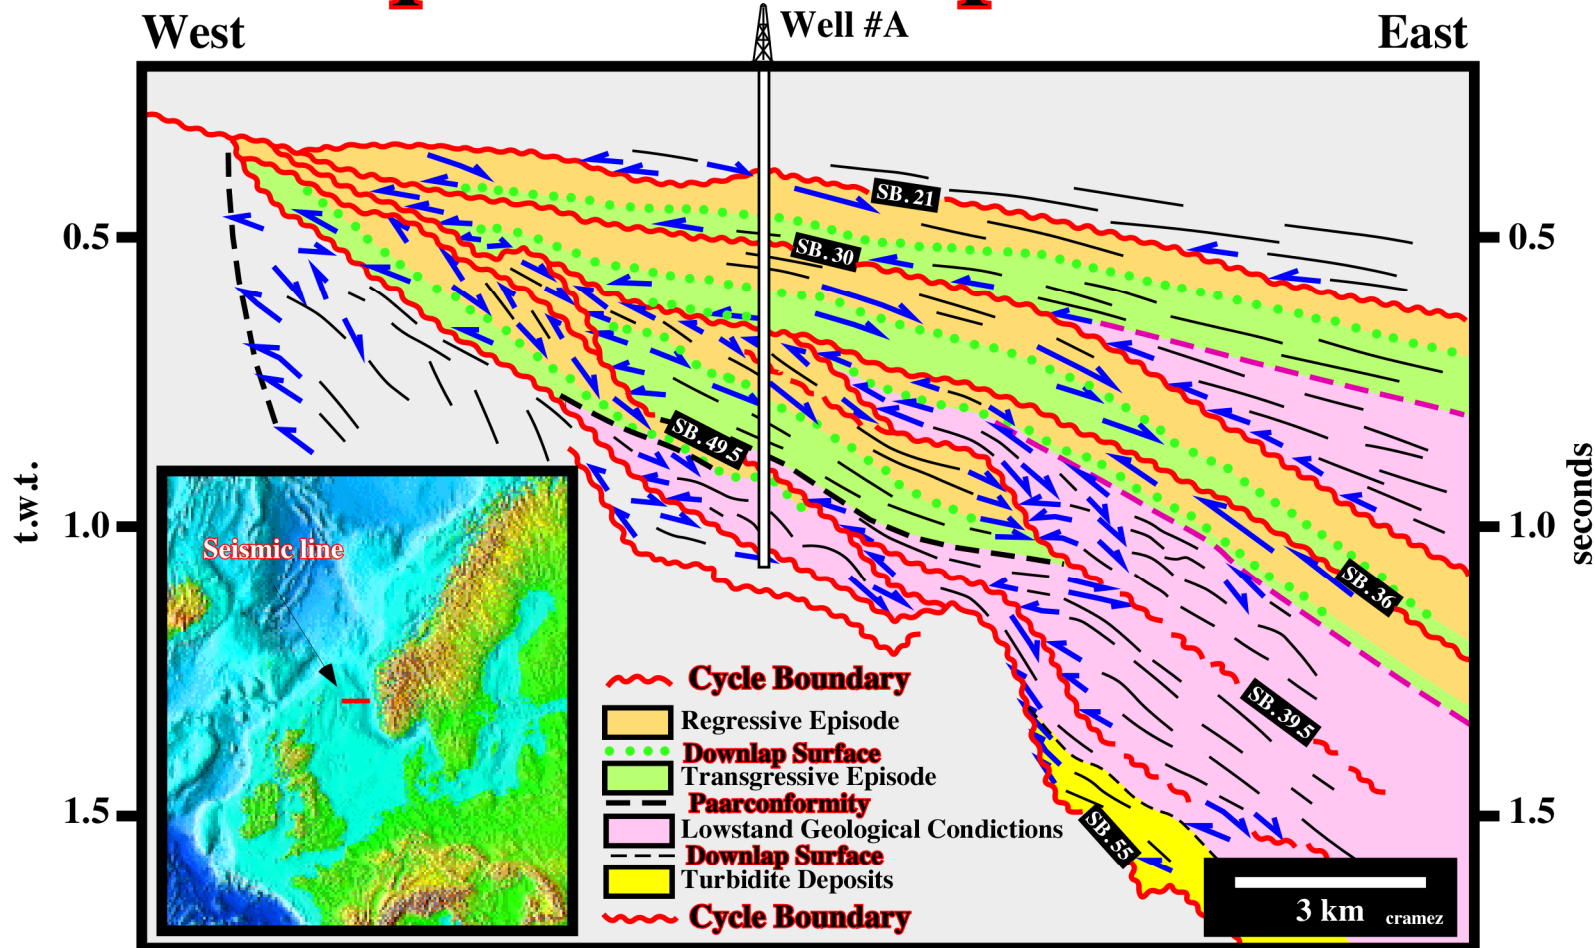 West
Well #A
East
SB. 21
0.5
SB. 30
0.5
SB. 49.5
t.w.t.
seconds
1.0
1.0
Seismic line
SB. 36
Cycle Boundary
SB. 39.5
Regressive Episode
Downlap Surface
Transgressive Episode
Paarconformity
1.5
1.5
Lowstand Geological Condictions
SB. 55
Downlap Surface
Turbidite Deposits
Cycle Boundary
3 km
cramez